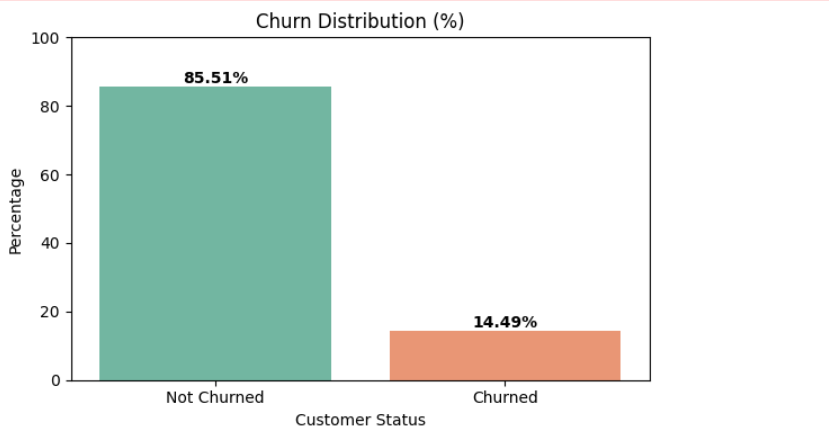 Churn Distribution (%)
100
80
60
40
20
0
Percentage
85.51%
14.49%
Not Churned Churned
Customer Status